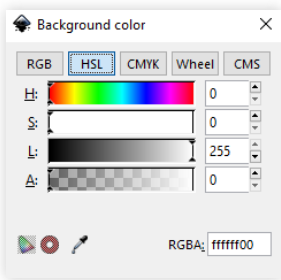 Background color
RGB HSL CMYK Wheel CMS
H: 0
S: 0
L: 255
A: 0
RGBA: ffffff00